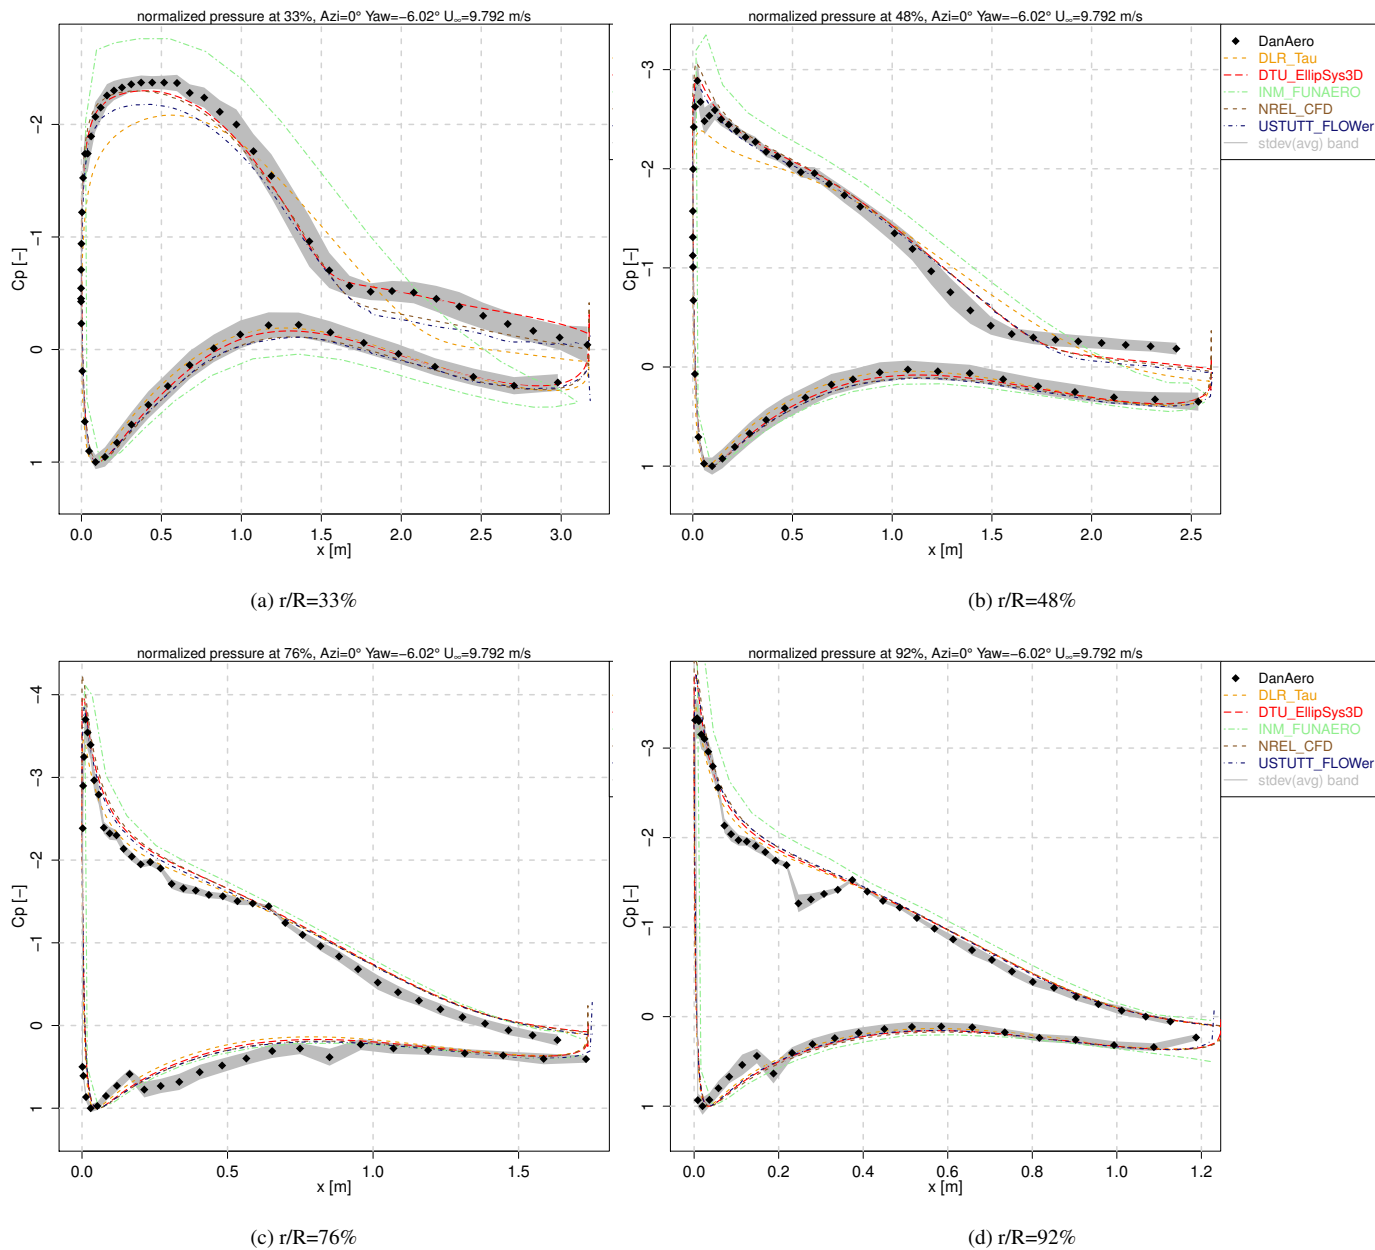 normalized pressure at 33%, Azi=0° Yaw=−6.02° U∞=9.792 m/s
−2
−1
0
1
Cp [−]
0.0 0.5 1.0 1.5 2.0 2.5 3.0
x [m]
(a) r/R=33%
normalized pressure at 48%, Azi=0° Yaw=−6.02° U∞=9.792 m/s
−3
−2
−1
0
1
Cp [−]
0.0 0.5 1.0 1.5 2.0 2.5
x [m]
DanAero
DLR_Tau
DTU_EllipSys3D
INM_FUNAERO
NREL_CFD
USTUTT_FLOWer
stdev(avg) band
(b) r/R=48%
normalized pressure at 76%, Azi=0° Yaw=−6.02° U∞=9.792 m/s
−4
−3
−2
−1
0
1
Cp [−]
0.0 0.5 1.0 1.5
x [m]
(c) r/R=76%
normalized pressure at 92%, Azi=0° Yaw=−6.02° U∞=9.792 m/s
−3
−2
−1
0
1
Cp [−]
0.0 0.2 0.4 0.6 0.8 1.0 1.2
x [m]
DanAero
DLR_Tau
DTU_EllipSys3D
INM_FUNAERO
NREL_CFD
USTUTT_FLOWer
stdev(avg) band
(d) r/R=92%